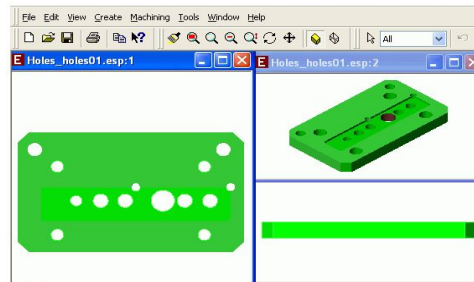 File Edit View Create Machining Tools Window Help
All
E Holes_holes01.esp:1
E Holes_holes01.esp:2